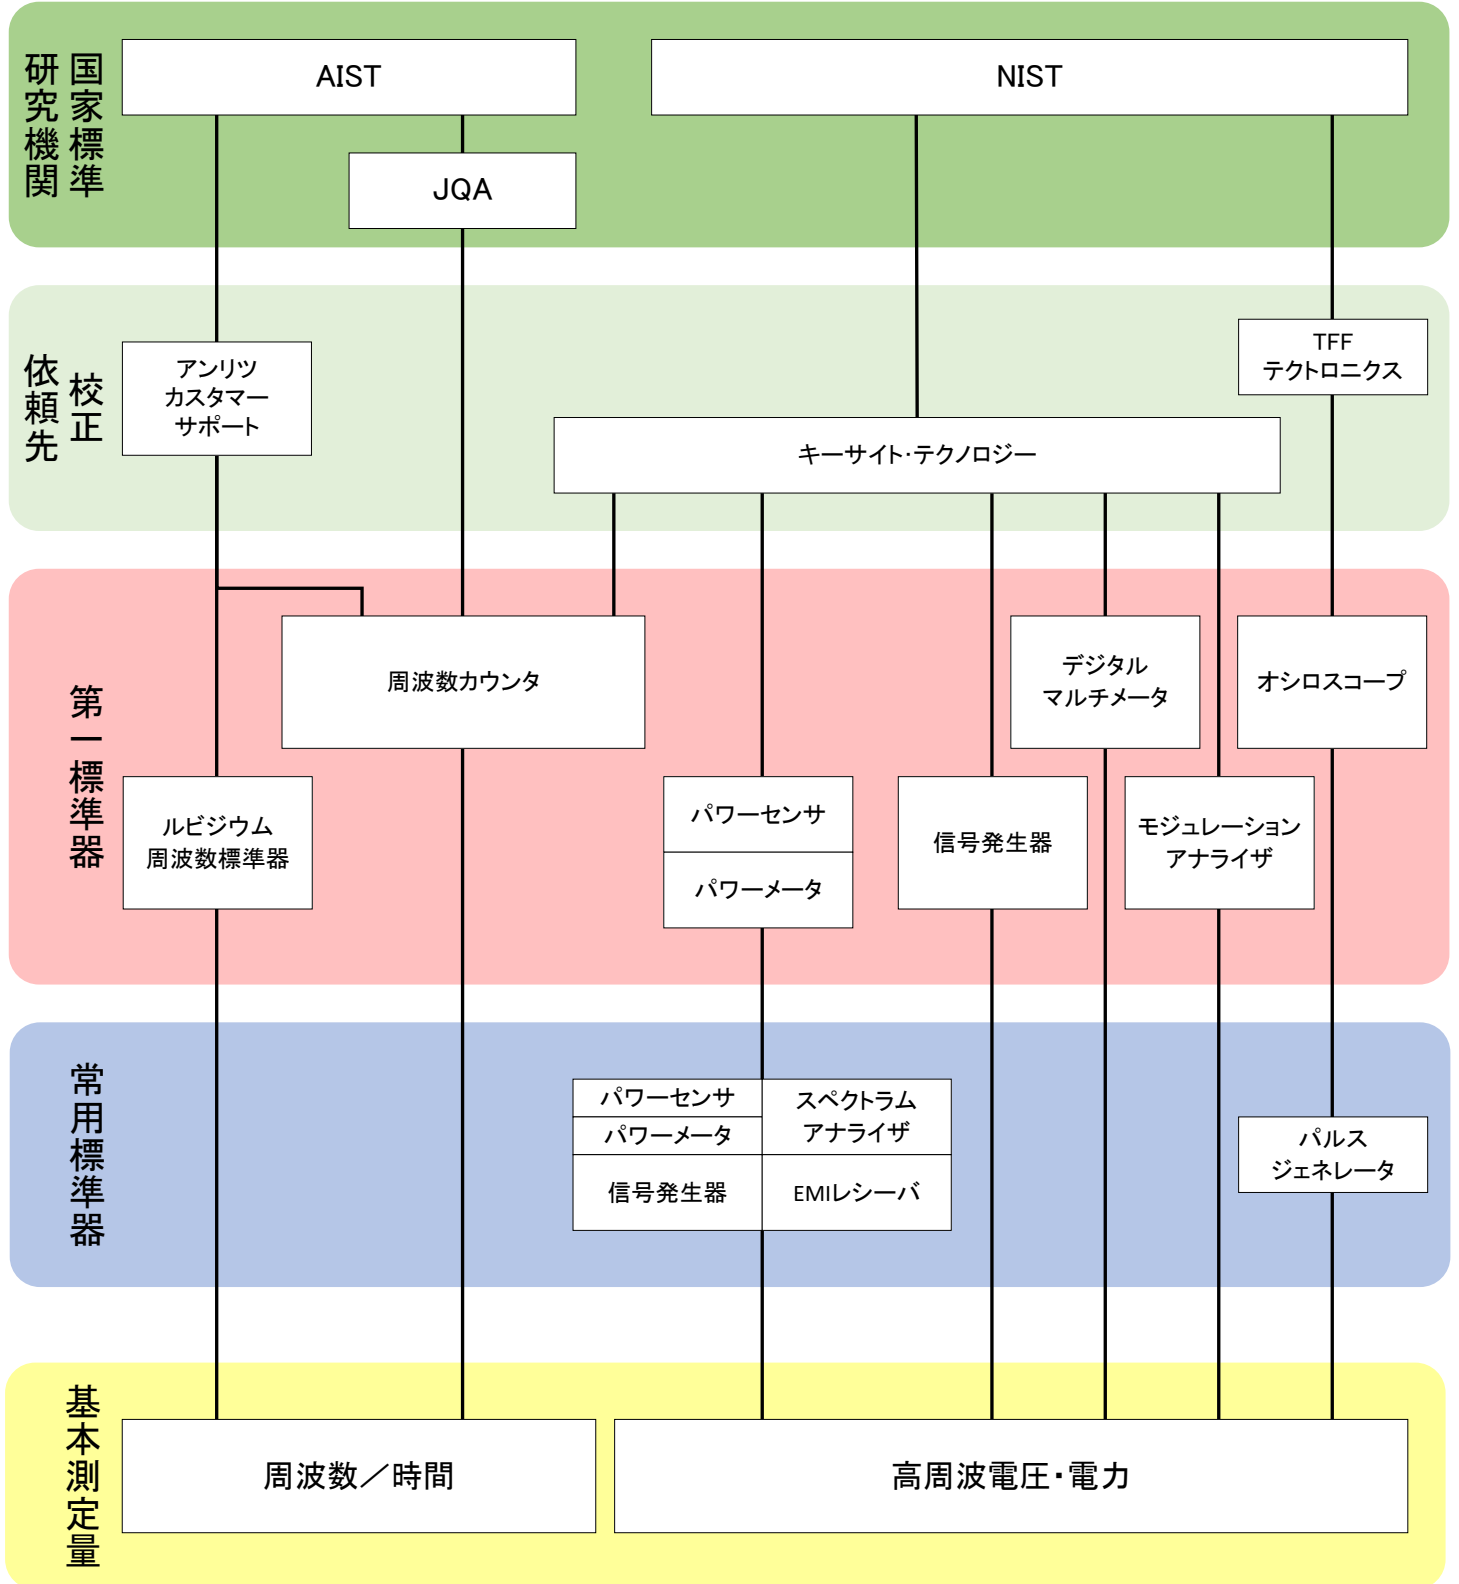 国家標準
研究機関
AIST
NIST
JQA
校正
依頼先
アンリツ
カスタマー
サポート
TFF
テクトロニクス
キーサイト・テクノロジー
第一標準器
周波数カウンタ
デジタル
マルチメータ
オシロスコープ
ルビジウム
周波数標準器
パワーセンサ
パワーメータ
信号発生器
モジュレーション
アナライザ
常用標準器
パワーセンサ
パワーメータ
信号発生器
スペクトラム
アナライザ
EMIレシーバ
パルス
ジェネレータ
基本測定量
周波数／時間
高周波電圧・電力